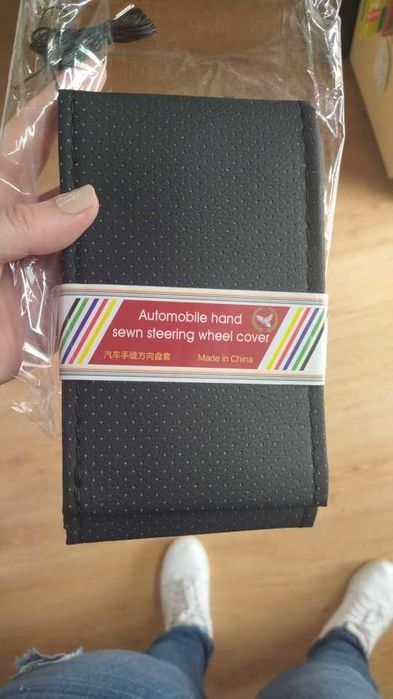 Automobile hand
sewn steering wheel cover
汽车手缝方向盘套 Made in China